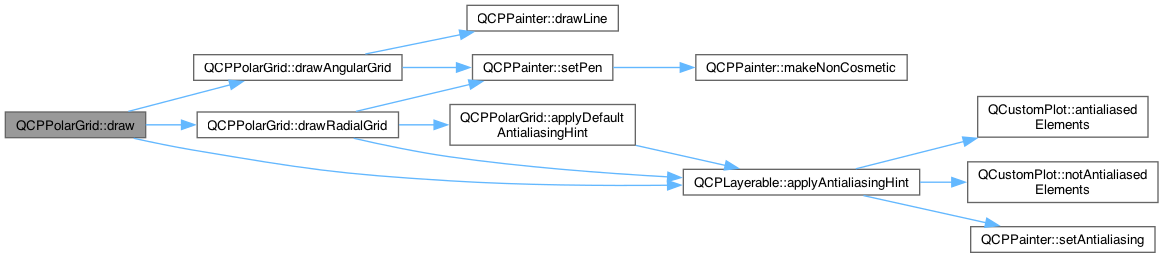 QCPPolarGrid::draw
QCPPolarGrid::drawAngularGrid
QCPPolarGrid::drawRadialGrid
QCPPainter::drawLine
QCPPainter::setPen
QCPPolarGrid::applyDefault
AntialiasingHint
QCPPainter::makeNonCosmetic
QCPLayerable::applyAntialiasingHint
QCustomPlot::antialiased
Elements
QCustomPlot::notAntialiased
Elements
QCPPainter::setAntialiasing